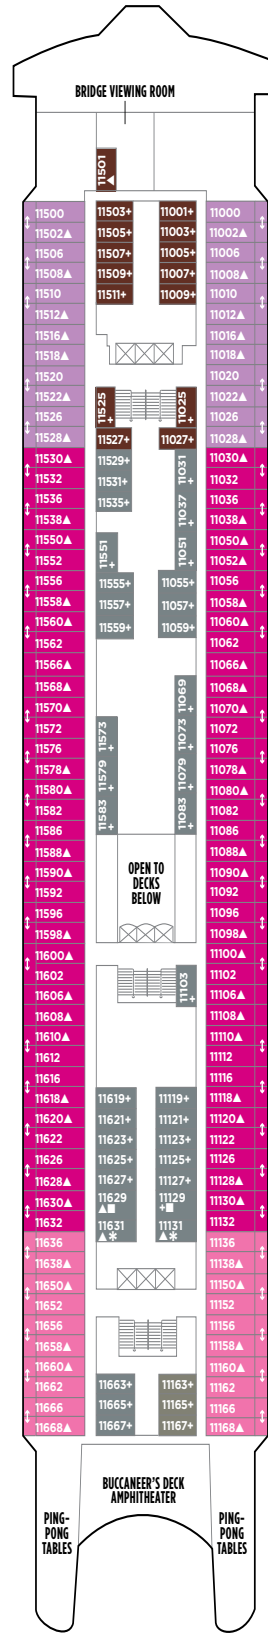 BRIDGE VIEWING ROOM
11501▲
11500 11503+ 11001+ 11000
11502▲ 11505+ 11003+ 11002▲
11506 11507+ 11005+ 11006
11508▲ 11509+ 11007+ 11008▲
11510 11511+ 11009+ 11010
11512▲ 11012▲
11516▲ 11016▲
11518▲ 11018▲
11520 11020
11522▲ 11525+ 11025+ 11022▲
11526 11026
11528▲ 11527+ 11027+ 11028▲
11530▲ 11529+ 11031+ 11030▲
11532 11531+ 11032
11536 11535+ 11037+ 11036
11538▲ 11038▲
11550▲ 11551+ 11051+ 11050▲
11552 11052▲
11556 11555+ 11055+ 11056
11558▲ 11557+ 11057+ 11058▲
11560▲ 11559+ 11059+ 11060▲
11562 11062
11566▲ 11066▲
11568▲ 11069+ 11068▲
11570▲ 11070▲
11572 11573+ 11073+ 11072
11576 11076
11578▲ 11579+ 11079+ 11078▲
11580▲ 11080▲
11582 11583+ 11083+ 11082
11586 11086
11588▲ 11088▲
OPEN TO
DECKS
BELOW
11590▲ 11090▲
11592 11092
11596 11096
11598▲ 11098▲
11600▲ 11100▲
11602 11103+ 11102
11606▲ 11106▲
11608▲ 11108▲
11610▲ 11110▲
11612 11112
11616 11116
11618▲ 11619+ 11119+ 11118▲
11620▲ 11621+ 11121+ 11120▲
11622 11623+ 11123+ 11122
11626 11625+ 11125+ 11126
11628▲ 11627+ 11127+ 11128▲
11630▲ 11629▲■ 11129+■ 11130▲
11632 11631▲* 11131▲* 11132
11636 11136
11638▲ 11138▲
11650▲ 11150▲
11652 11152
11656 11156
11658▲ 11158▲
11660▲ 11160▲
11662 11663+ 11163+ 11162
11666 11665+ 11165+ 11166
11668▲ 11667+ 11167+ 11168▲
BUCCANEER'S DECK
AMPHITHEATER
PING-
PONG
TABLES
PING-
PONG
TABLES